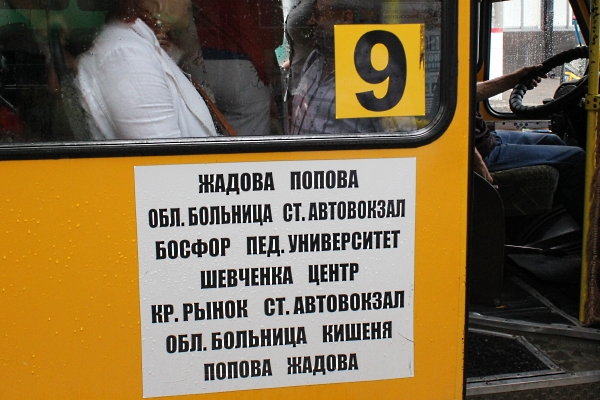 9
ЖАДОВА ПОПОВА
ОБЛ. БОЛЬНИЦА СТ. АВТОВОКЗАЛ
БОСФОР ПЕД. УНИВЕРСИТЕТ
ШЕВЧЕНКА ЦЕНТР
КР. РЫНОК СТ. АВТОВОКЗАЛ
ОБЛ. БОЛЬНИЦА КИШЕНЯ
ПОПОВА ЖАДОВА